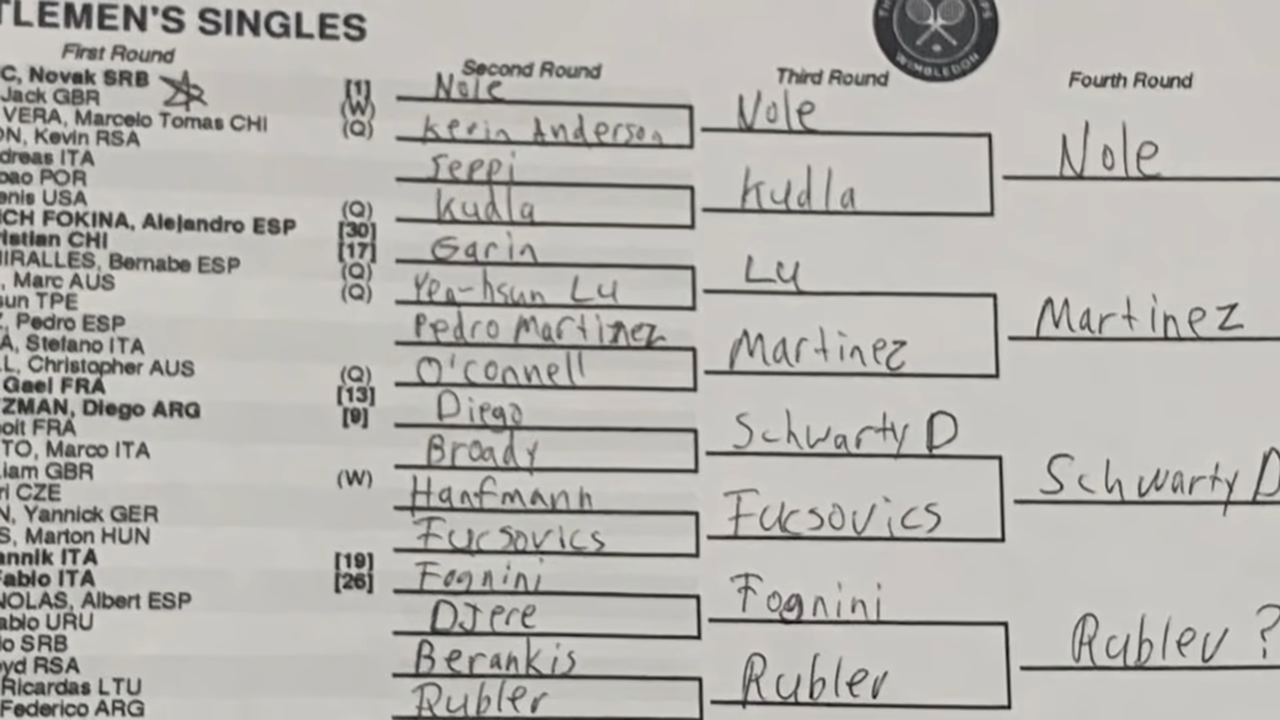 TLEMEN'S SINGLES
First Round
Second Round
Third Round
Fourth Round
WIMBLEDON
C, Novak SRB [1]
Jack GBR (W)
VERA, Marcelo Tomas CHI (Q)
ON, Kevin RSA
dreas ITA
oao POR
enis USA (Q)
ICH FOKINA, Alejandro ESP [30]
ristian CHI [17]
MIRALLES, Bernabe ESP (Q)
, Marc AUS (Q)
sun TPE
Z, Pedro ESP
A, Stefano ITA
LL, Christopher AUS (Q)
Gael FRA [13]
ZMAN, Diego ARG [9]
oit FRA
TO, Marco ITA
iam GBR (W)
ri CZE
N, Yannick GER
S, Marton HUN
annik ITA [19]
Fabio ITA [26]
NOLAS, Albert ESP
ablo URU
o SRB
oyd RSA
Ricardas LTU
Federico ARG
Nole
Kevin Anderson
Seppi
Kudla
Garin
Yen-hsun Lu
Pedro Martinez
O'connell
Diego
Broady
Hanfmann
Fucsovics
Fognini
DJere
Berankis
Rublev
Nole
Kudla
Lu
Martinez
Schwarty D
Fucsovics
Fognini
Rublev
Nole
Martinez
Schwarty D
Rublev ?